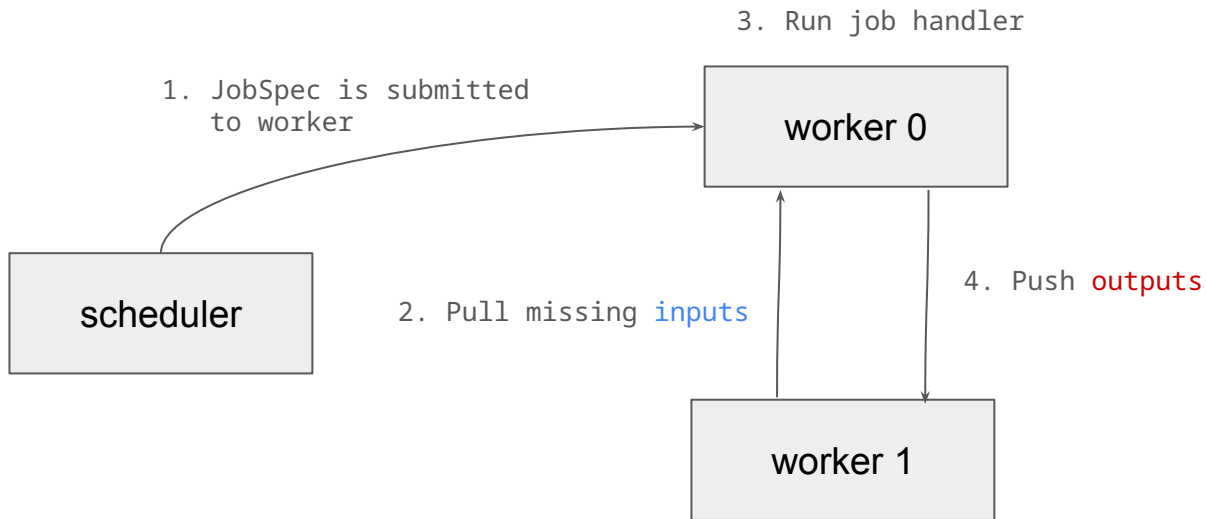 3. Run job handler
1. JobSpec is submitted
to worker
worker 0
scheduler
2. Pull missing inputs
4. Push outputs
worker 1